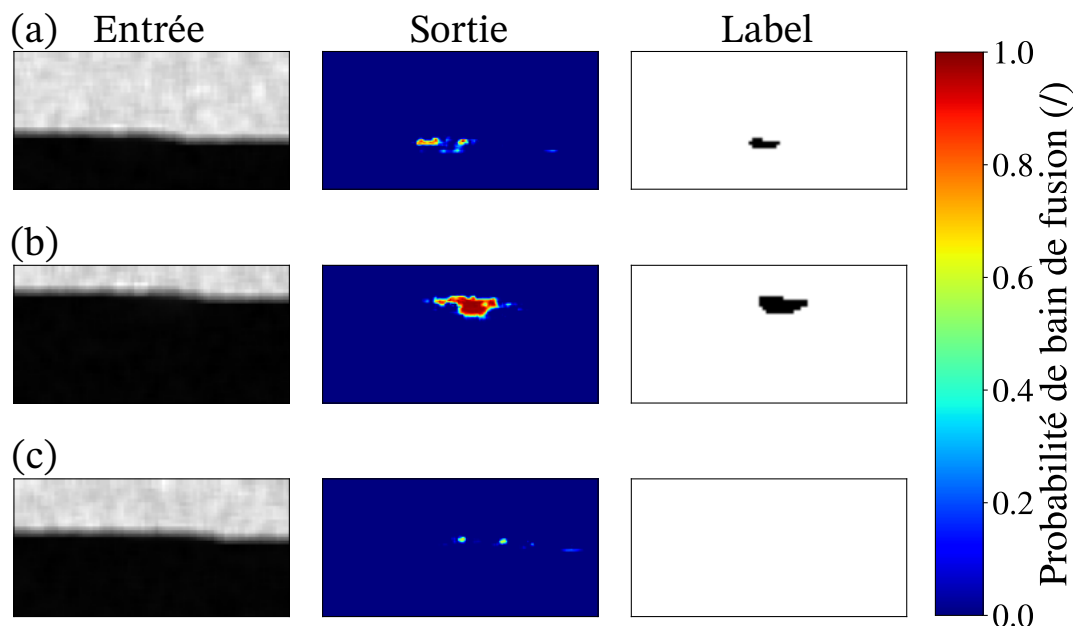 (a) Entrée Sortie Label
(b)
(c)
1.0
0.8
0.6
0.4
0.2
0.0
Probabilité de bain de fusion (/)